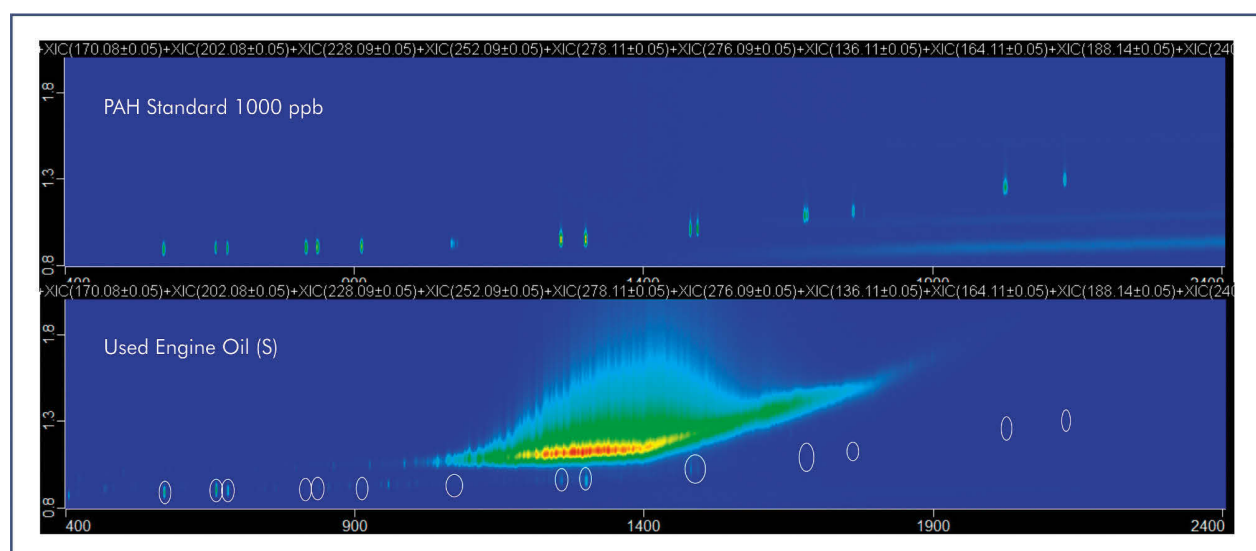 +XIC(170.08±0.05)+XIC(202.08±0.05)+XIC(228.09±0.05)+XIC(252.09±0.05)+XIC(278.11±0.05)+XIC(276.09±0.05)+XIC(136.11±0.05)+XIC(164.11±0.05)+XIC(188.14±0.05)+XIC(240
1.8
PAH Standard 1000 ppb
1.3
0.8
400 900 1400 1900 2400
+XIC(170.08±0.05)+XIC(202.08±0.05)+XIC(228.09±0.05)+XIC(252.09±0.05)+XIC(278.11±0.05)+XIC(276.09±0.05)+XIC(136.11±0.05)+XIC(164.11±0.05)+XIC(188.14±0.05)+XIC(240
1.8
Used Engine Oil (S)
1.3
0.8
400 900 1400 1900 2400